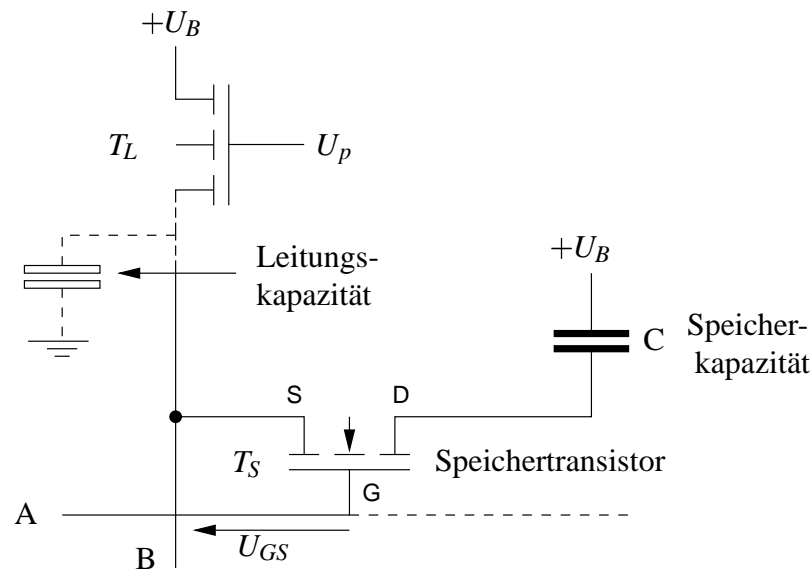 +U_B
T_L
U_p
Leitungs-
kapazität
+U_B
C
Speicher-
kapazität
S
D
T_S
Speichertransistor
G
A
U_GS
B